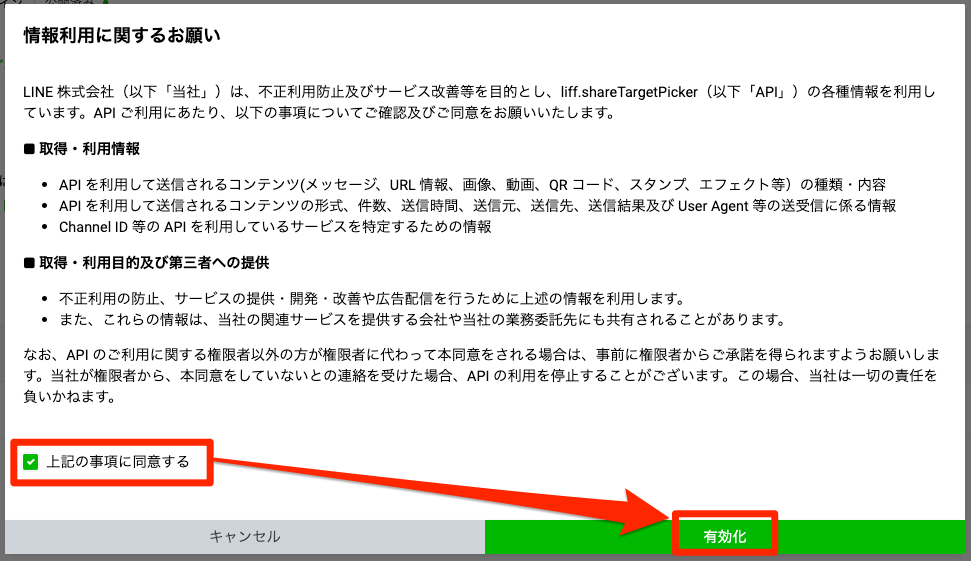 情報利用に関するお願い
LINE 株式会社（以下「当社」）は、不正利用防止及びサービス改善等を目的とし、liff.shareTargetPicker（以下「API」）の各種情報を利用し
ています。API ご利用にあたり、以下の事項についてご確認及びご同意をお願いいたします。
■ 取得・利用情報
• API を利用して送信されるコンテンツ(メッセージ、URL 情報、画像、動画、QR コード、スタンプ、エフェクト等）の種類・内容
• API を利用して送信されるコンテンツの形式、件数、送信時間、送信元、送信先、送信結果及び User Agent 等の送受信に係る情報
• Channel ID 等の API を利用しているサービスを特定するための情報
■ 取得・利用目的及び第三者への提供
• 不正利用の防止、サービスの提供・開発・改善や広告配信を行うために上述の情報を利用します。
• また、これらの情報は、当社の関連サービスを提供する会社や当社の業務委託先にも共有されることがあります。
なお、API のご利用に関する権限者以外の方が権限者に代わって本同意をされる場合は、事前に権限者からご承諾を得られますようお願いしま
す。当社が権限者から、本同意をしていないとの連絡を受けた場合、API の利用を停止することがございます。この場合、当社は一切の責任を
負いかねます。
上記の事項に同意する
キャンセル
有効化